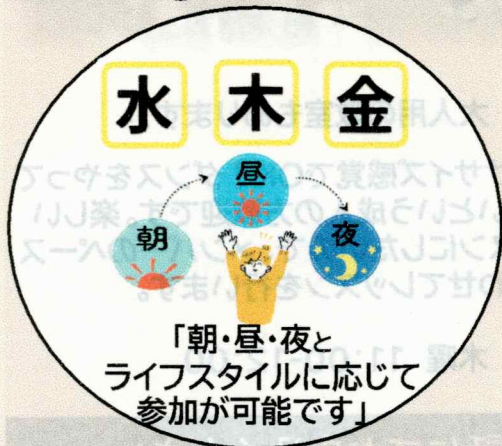 水 木 金
昼
朝 夜
「朝・昼・夜と
ライフスタイルに応じて
参加が可能です」